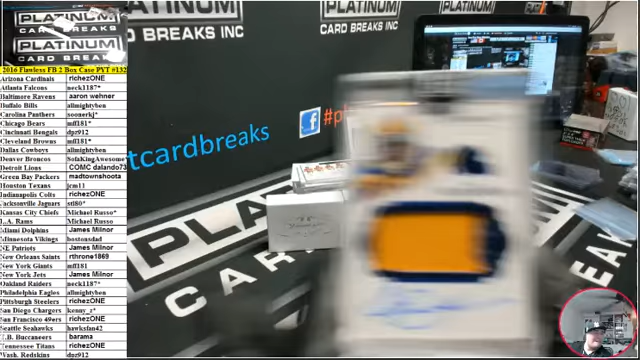 PLATINUM
CARD BREAKS
PLATINUM
PLATINUM
CARD BREAKS INC
PLATINUM
CARD BREAKS INC
2016 Flawless FB 2 Box Case PYT #132
Arizona Cardinals richezONE
Atlanta Falcons neck1187*
Baltimore Ravens aaron wehner
Buffalo Bills allmightyben
Carolina Panthers soonerkj*
Chicago Bears mff181*
Cincinnati Bengals dpz912
Cleveland Browns mff181*
Dallas Cowboys allmightyben
Denver Broncos SofaKingAwesome*
Detroit Lions COMC dalando73
Green Bay Packers madtownshoota
Houston Texans jcm11
Indianapolis Colts richezONE
Jacksonville Jaguars stl80*
Kansas City Chiefs Michael Russo*
L.A. Rams Michael Russo
Miami Dolphins James Milnor
Minnesota Vikings bostonsdad
NE Patriots James Milnor
New Orleans Saints rthrone1869
New York Giants mff181
New York Jets James Milnor
Oakland Raiders neck1187*
Philadelphia Eagles allmightyben
Pittsburgh Steelers richezONE
San Diego Chargers kenny_r*
San Francisco 49ers richezONE
Seattle Seahawks hawksfan42
T.B. Buccaneers barama
Tennessee Titans richezONE
Wash. Redskins dpz912
tcardbreaks
f
PLATINUM